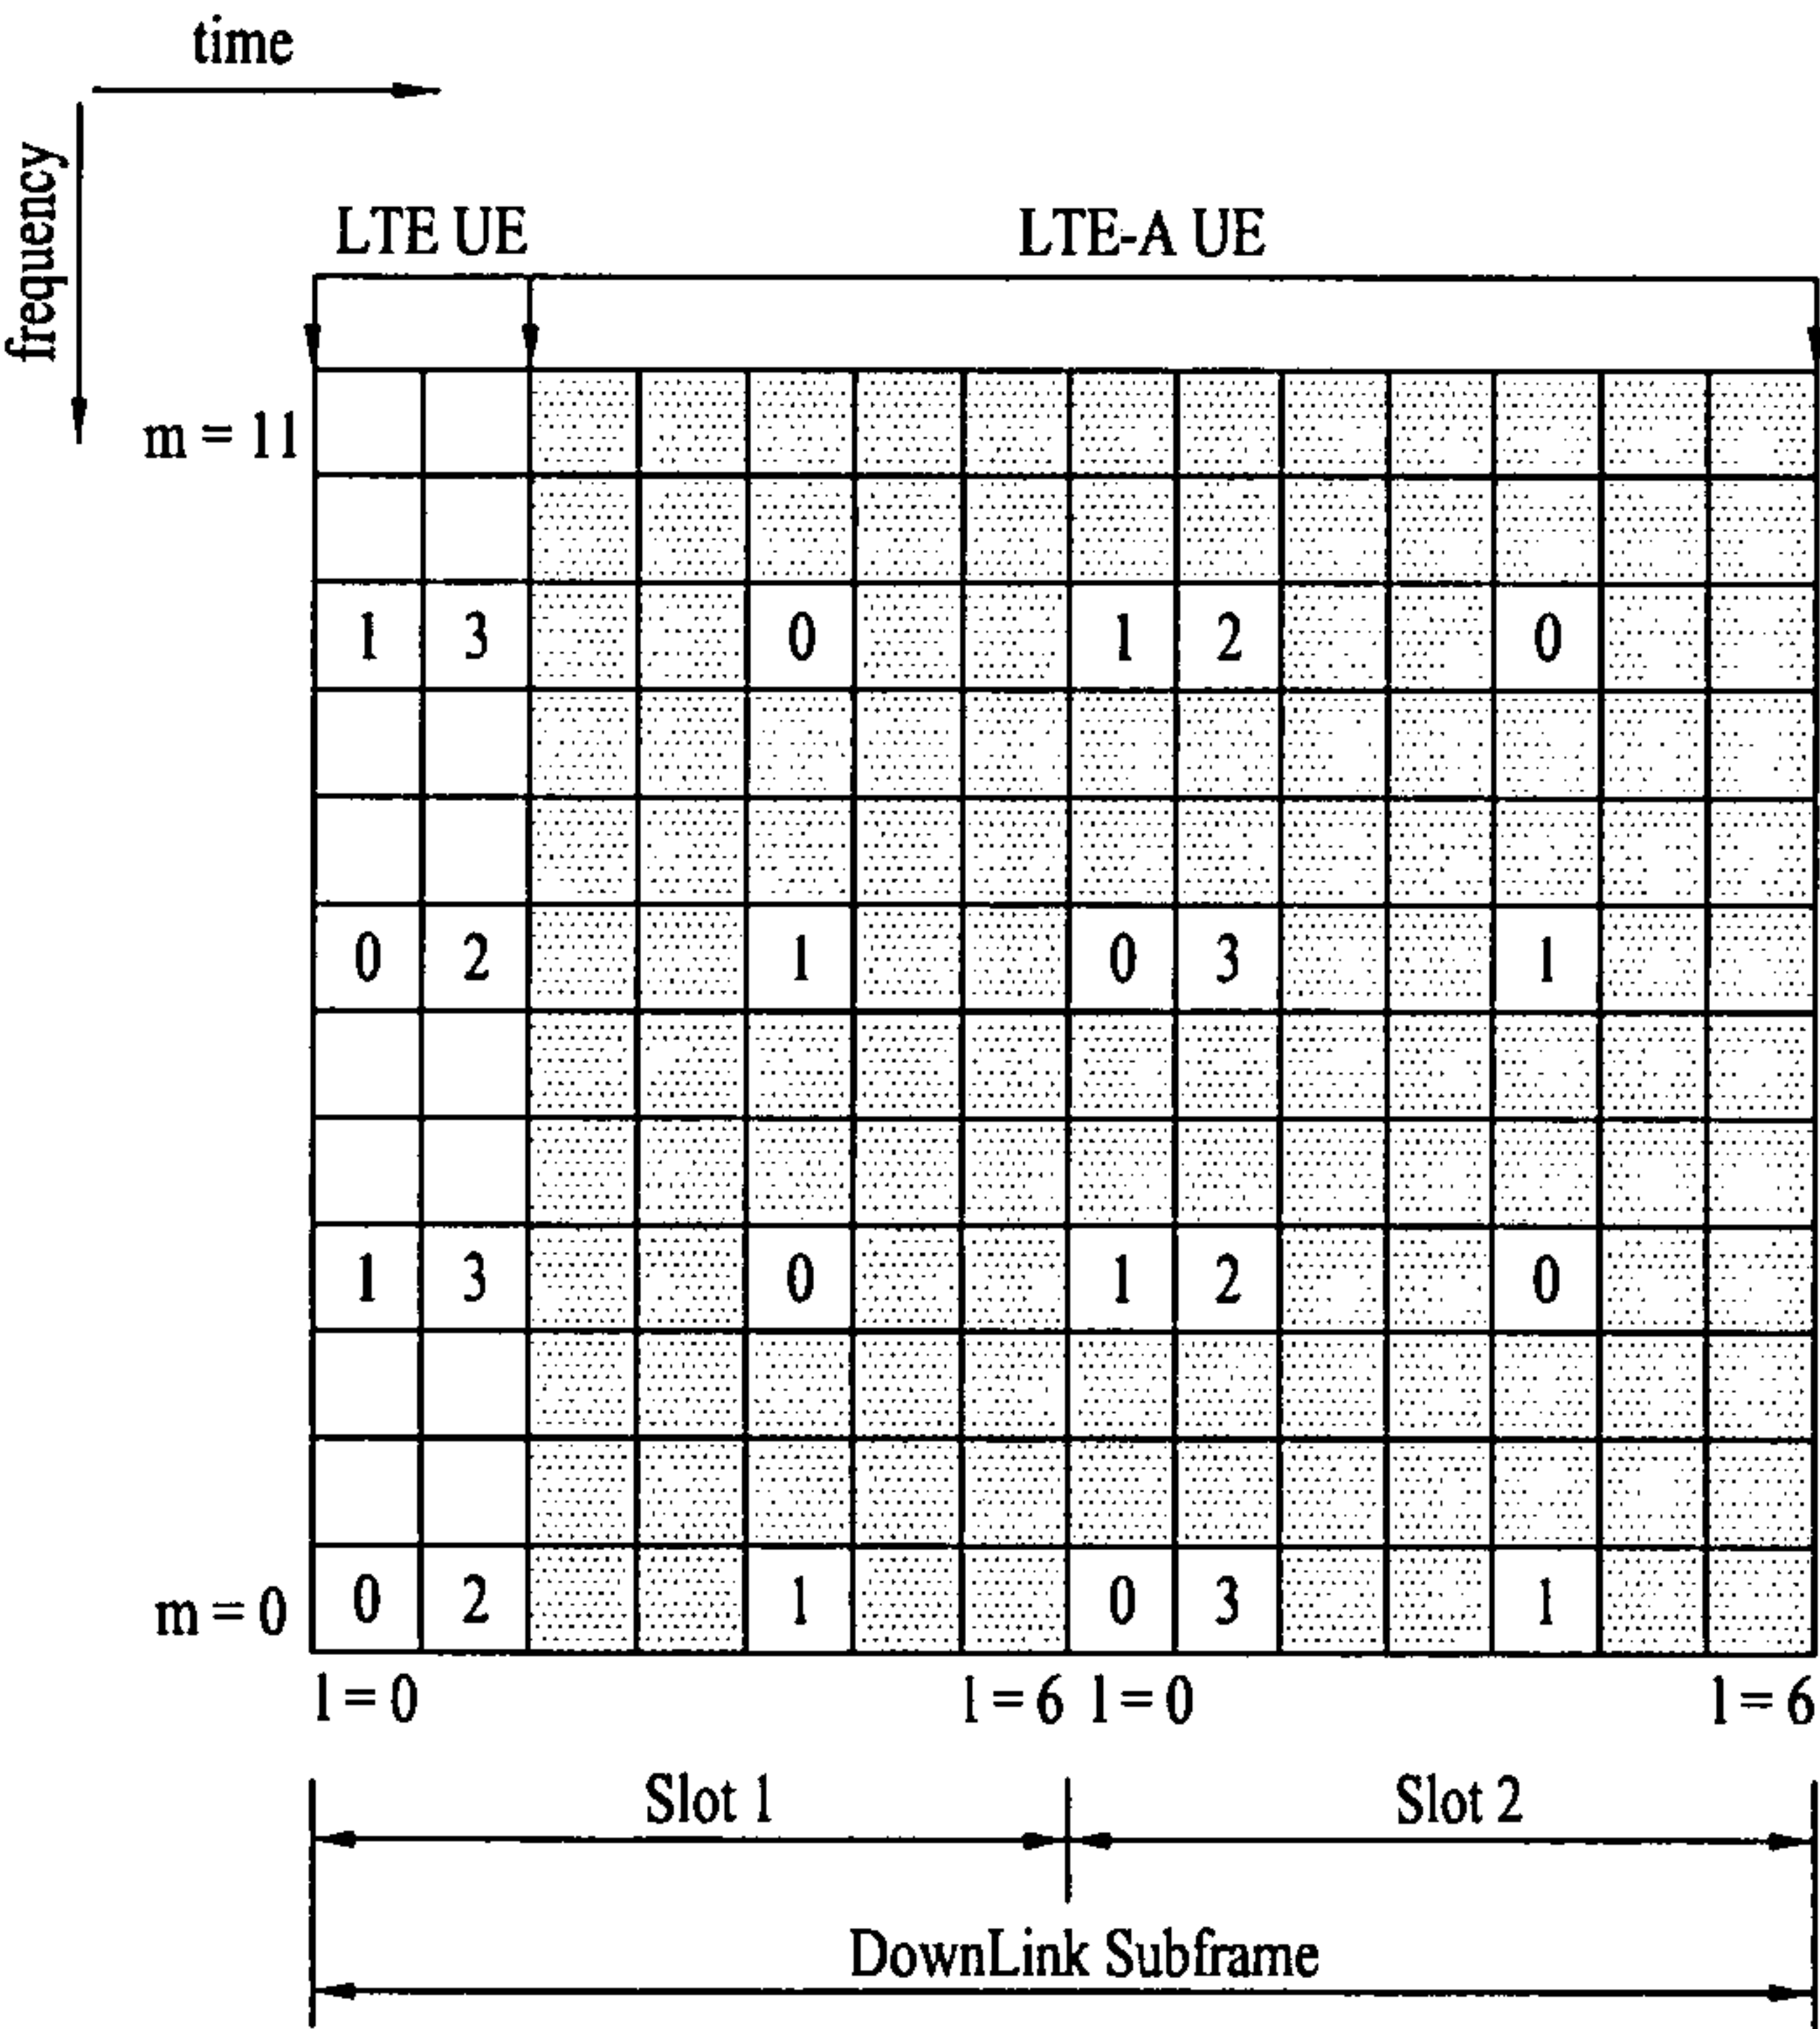 time
frequency
LTE UE LTE-A UE
m = 11
1 3 0 1 2 0
0 2 1 0 3 1
1 3 0 1 2 0
m = 0 0 2 1 0 3 1
l = 0 l = 6 l = 0 l = 6
Slot 1 Slot 2
DownLink Subframe